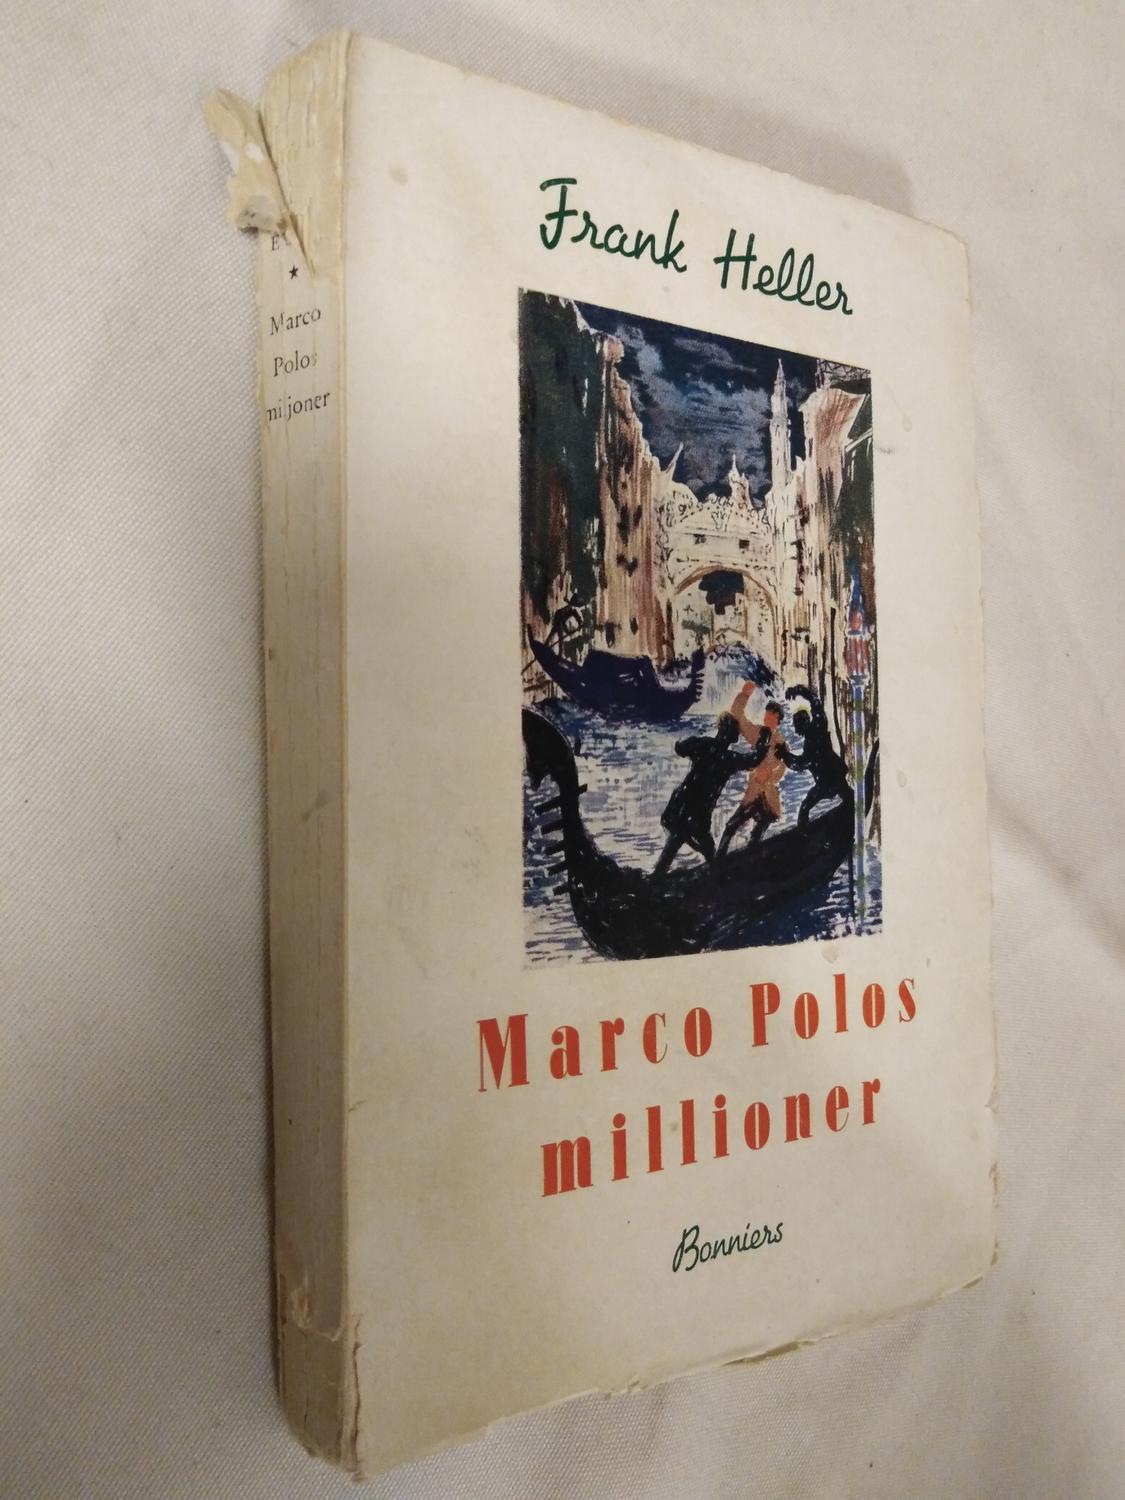 Frank Heller
Marco Polos
millioner
Bonniers
★
Marco
Polos
miljoner